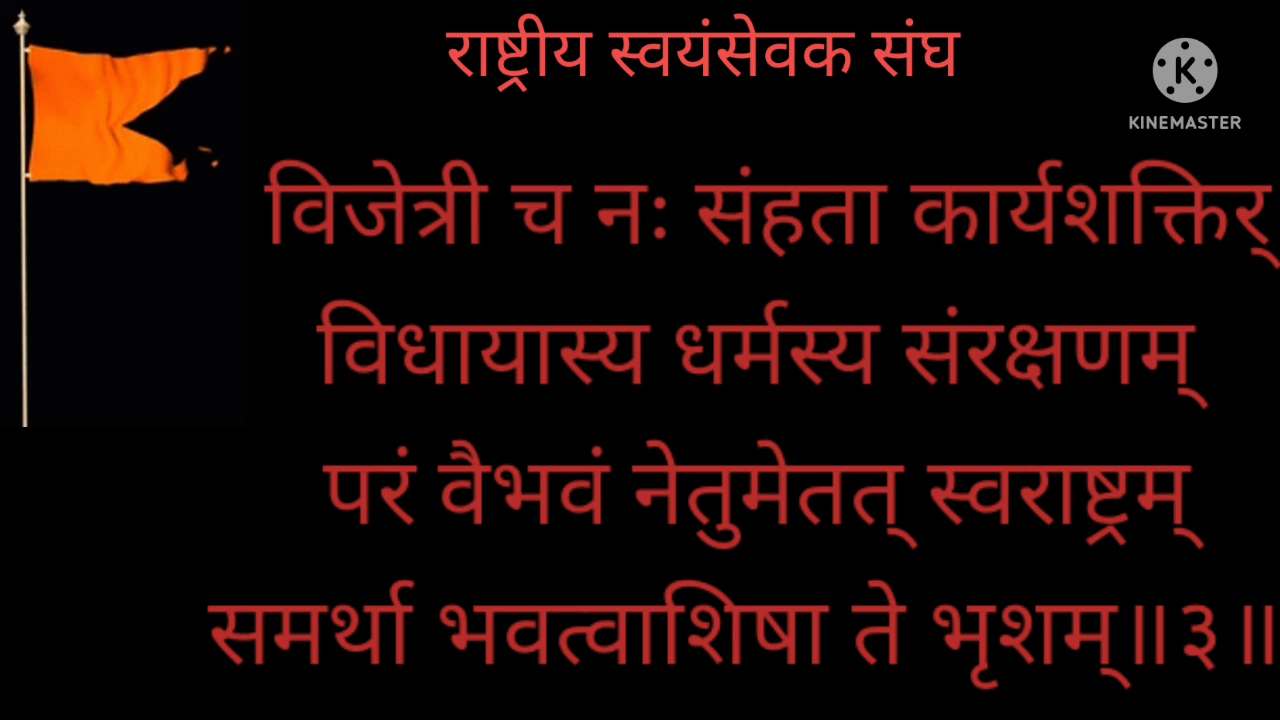 राष्ट्रीय स्वयंसेवक संघ
K
KINEMASTER
विजेत्री च नः संहता कार्यशक्तिर्
विधायास्य धर्मस्य संरक्षणम्
परं वैभवं नेतुमेतत् स्वराष्ट्रम्
समर्था भवत्वाशिषा ते भृशम्॥३॥